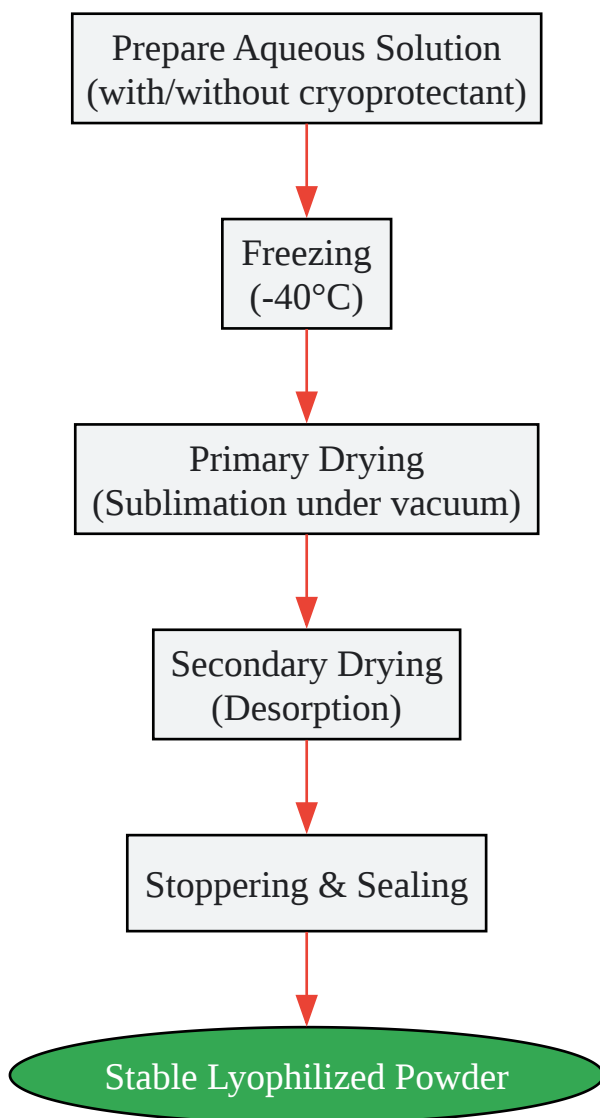 Prepare Aqueous Solution
(with/without cryoprotectant)
Freezing
(-40°C)
Primary Drying
(Sublimation under vacuum)
Secondary Drying
(Desorption)
Stoppering & Sealing
Stable Lyophilized Powder